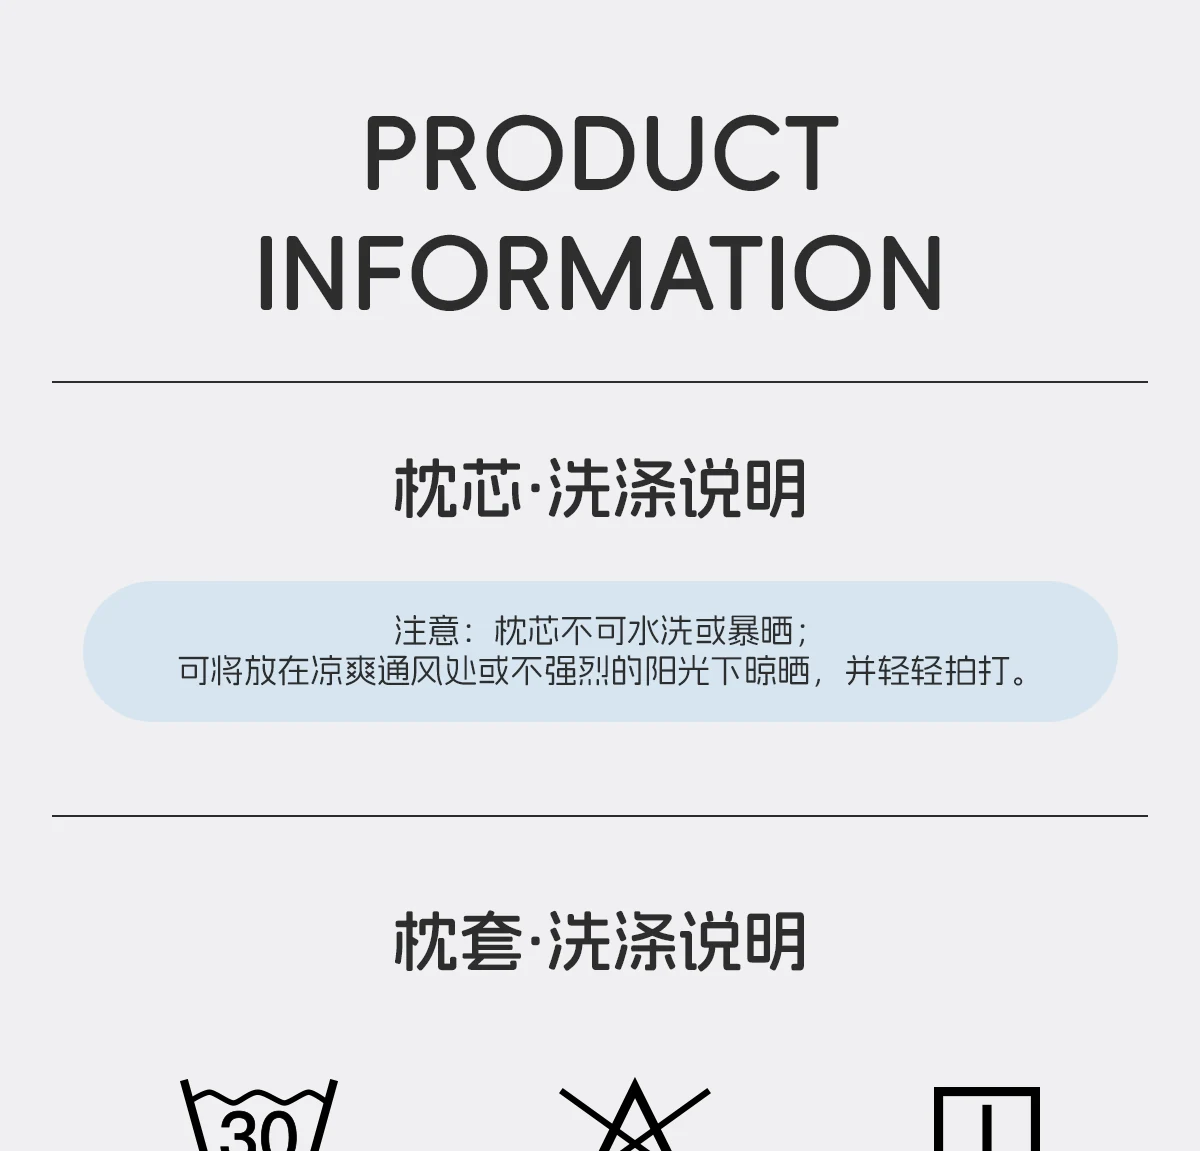 PRODUCT
INFORMATION
枕芯·洗涤说明
注意：枕芯不可水洗或暴晒；
可将放在凉爽通风处或不强烈的阳光下晾晒，并轻轻拍打。
枕套·洗涤说明
30